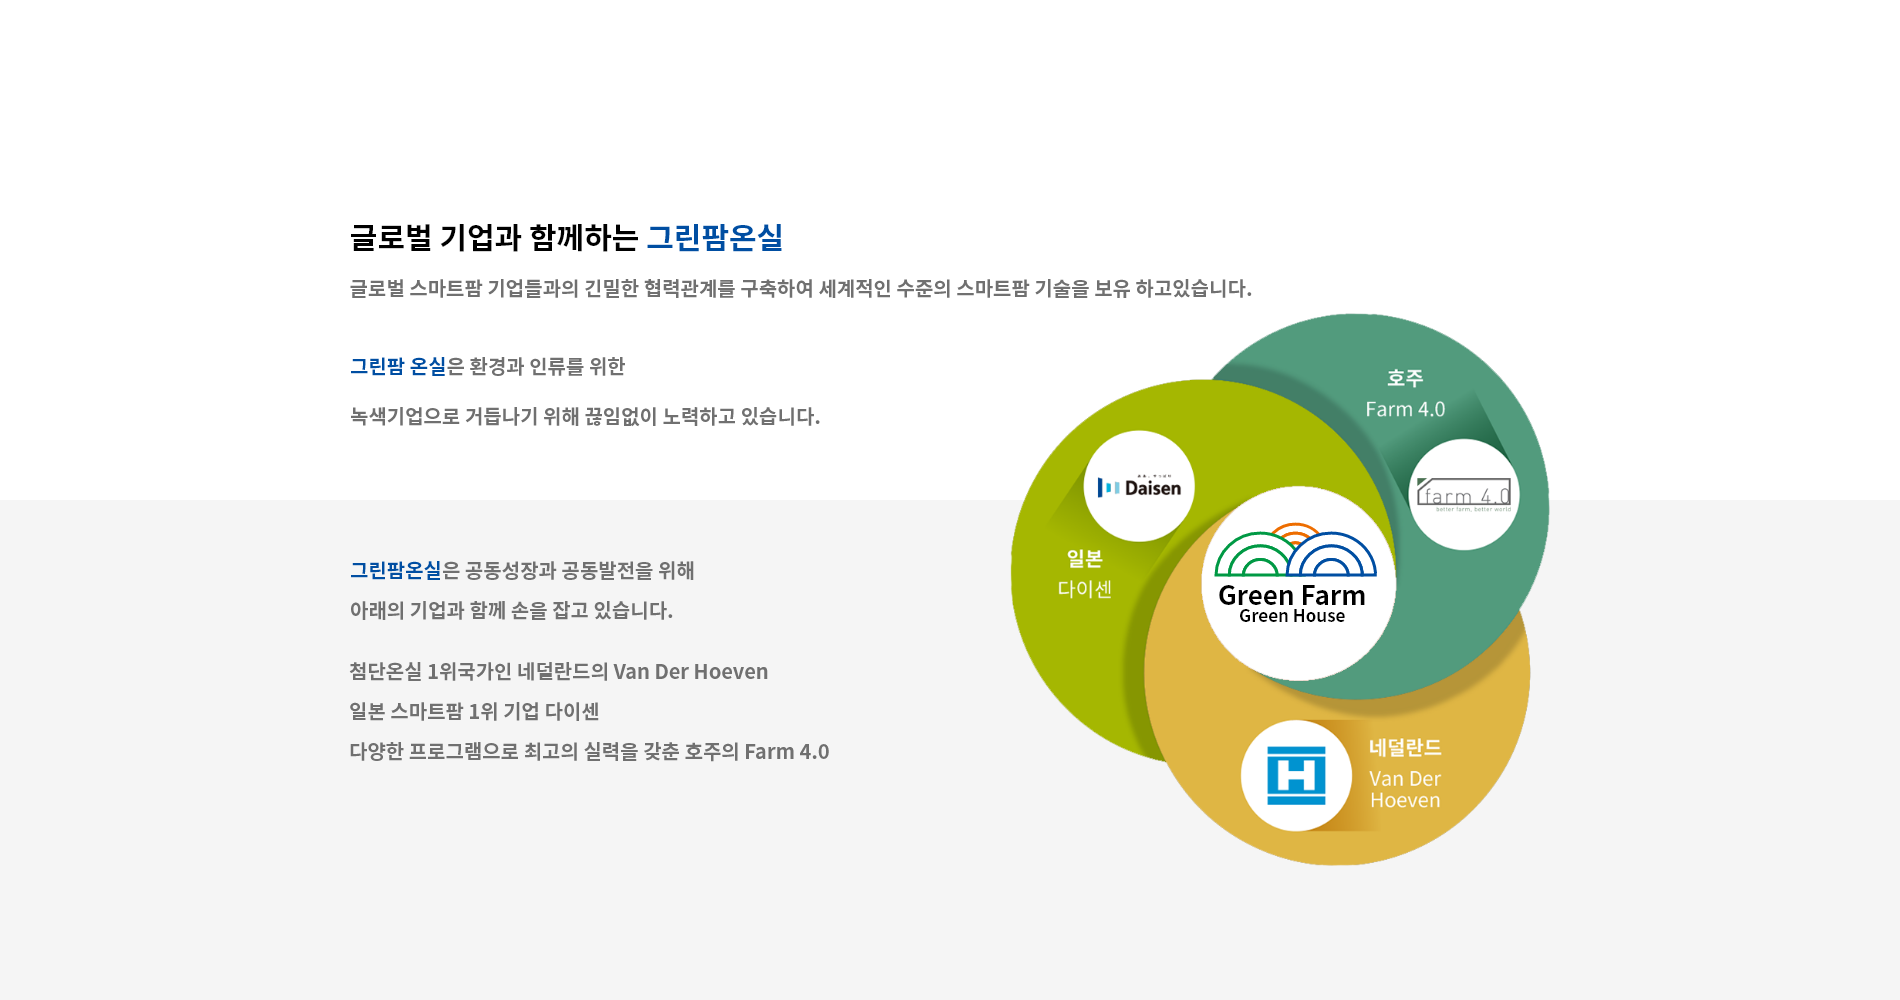 글로벌 기업과 함께하는 그린팜온실
글로벌 스마트팜 기업들과의 긴밀한 협력관계를 구축하여 세계적인 수준의 스마트팜 기술을 보유 하고있습니다.
그린팜 온실은 환경과 인류를 위한
녹색기업으로 거듭나기 위해 끊임없이 노력하고 있습니다.
그린팜온실은 공동성장과 공동발전을 위해
아래의 기업과 함께 손을 잡고 있습니다.
첨단온실 1위국가인 네덜란드의 Van Der Hoeven
일본 스마트팜 1위 기업 다이센
다양한 프로그램으로 최고의 실력을 갖춘 호주의 Farm 4.0
호주
Farm 4.0
farm 4.0
better farm, better world
Daisen
일본
다이센
Green Farm
Green House
H
네덜란드
Van Der
Hoeven